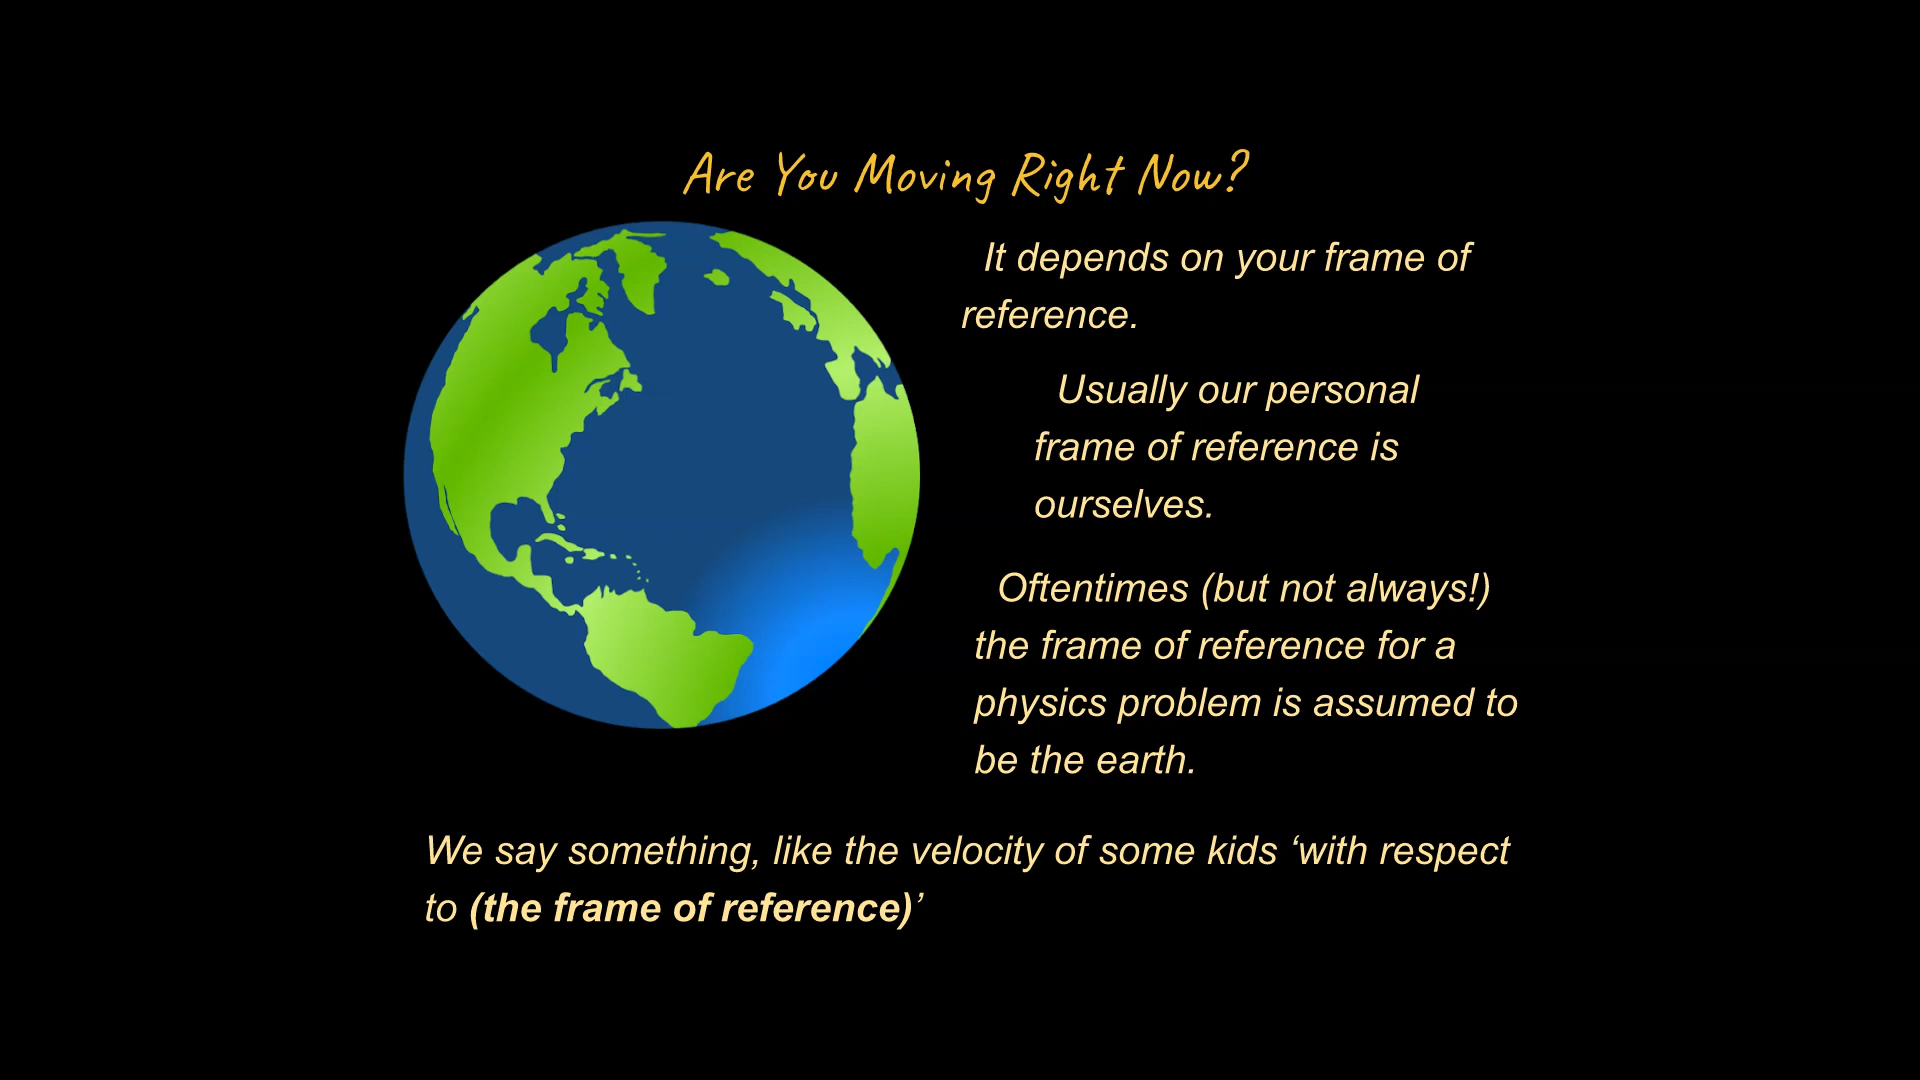 Are You Moving Right Now?
It depends on your frame of
reference.
Usually our personal
frame of reference is
ourselves.
Oftentimes (but not always!)
the frame of reference for a
physics problem is assumed to
be the earth.
We say something, like the velocity of some kids ‘with respect
to (the frame of reference)’